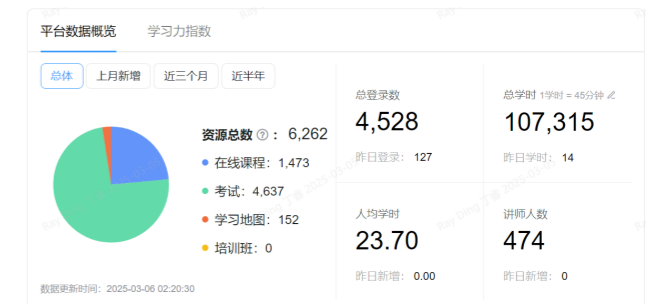 平台数据概览 学习力指数
总体 上月新增 近三个月 近半年
资源总数 ? : 6,262
在线课程: 1,473
考试: 4,637
学习地图: 152
培训班: 0
数据更新时间: 2025-03-06 02:20:30
总登录数
4,528
昨日登录: 127
总学时 1学时 = 45分钟
107,315
昨日学时: 14
人均学时
23.70
昨日新增: 0.00
讲师人数
474
昨日新增: 0